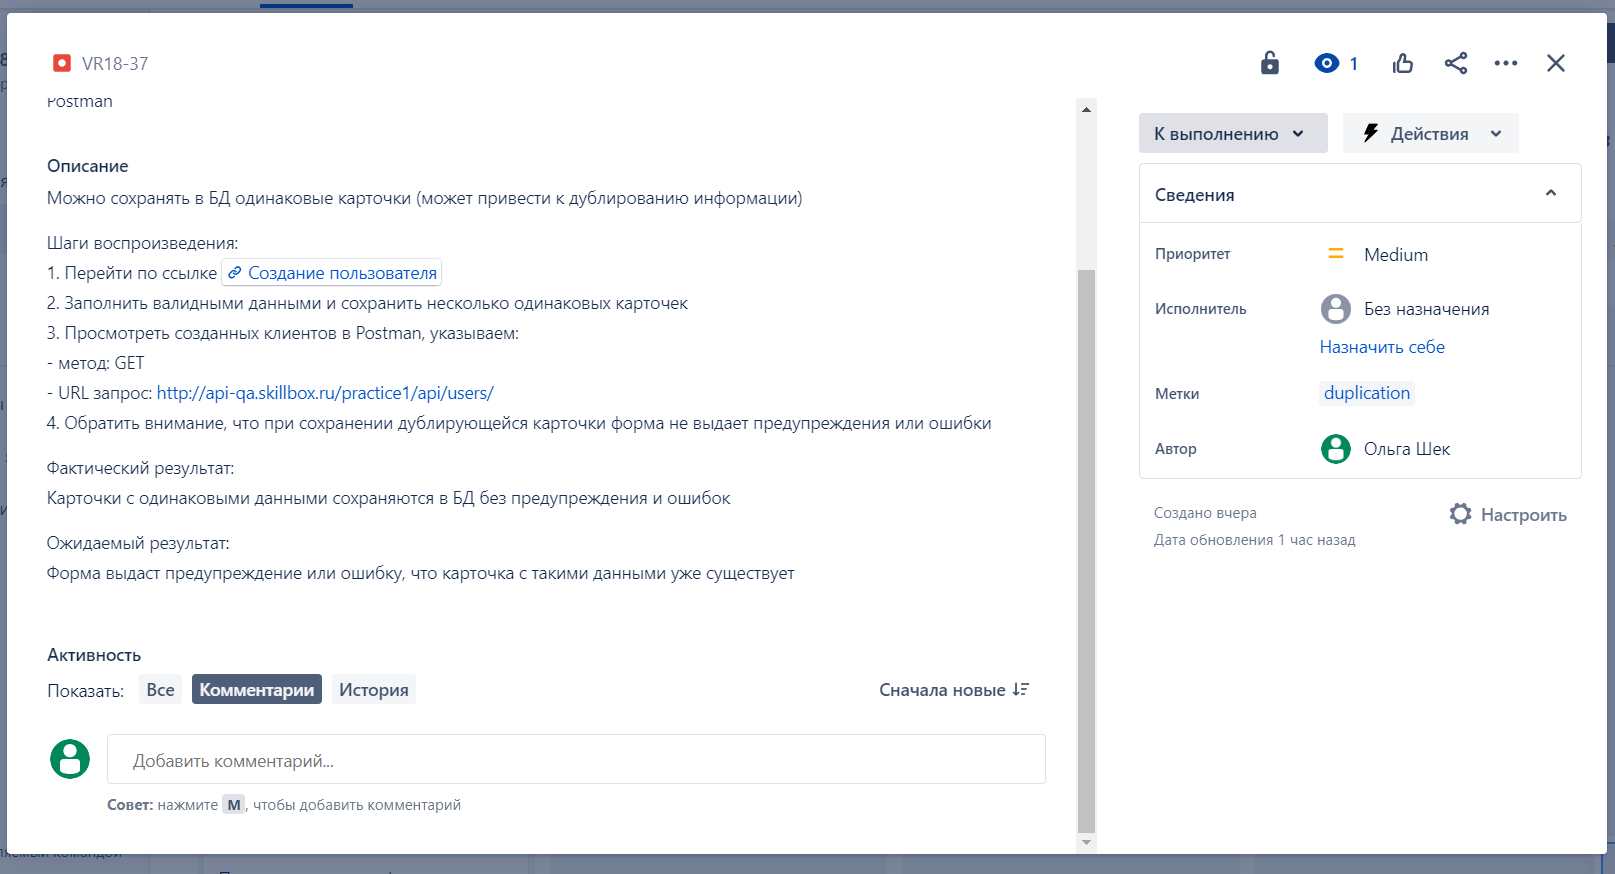 VR18-37
1
Postman
К выполнению
Действия
Описание
Можно сохранять в БД одинаковые карточки (может привести к дублированию информации)
Шаги воспроизведения:
1. Перейти по ссылке Создание пользователя
2. Заполнить валидными данными и сохранить несколько одинаковых карточек
3. Просмотреть созданных клиентов в Postman, указываем:
- метод: GET
- URL запрос: http://api-qa.skillbox.ru/practice1/api/users/
4. Обратить внимание, что при сохранении дублирующейся карточки форма не выдает предупреждения или ошибки
Фактический результат:
Карточки с одинаковыми данными сохраняются в БД без предупреждения и ошибок
Ожидаемый результат:
Форма выдаст предупреждение или ошибку, что карточка с такими данными уже существует
Активность
Показать: Все Комментарии История
Сначала новые
Добавить комментарий...
Совет: нажмите M, чтобы добавить комментарий
Сведения
Приоритет
Medium
Исполнитель
Без назначения
Назначить себе
Метки
duplication
Автор
Ольга Шек
Создано вчера
Настроить
Дата обновления 1 час назад